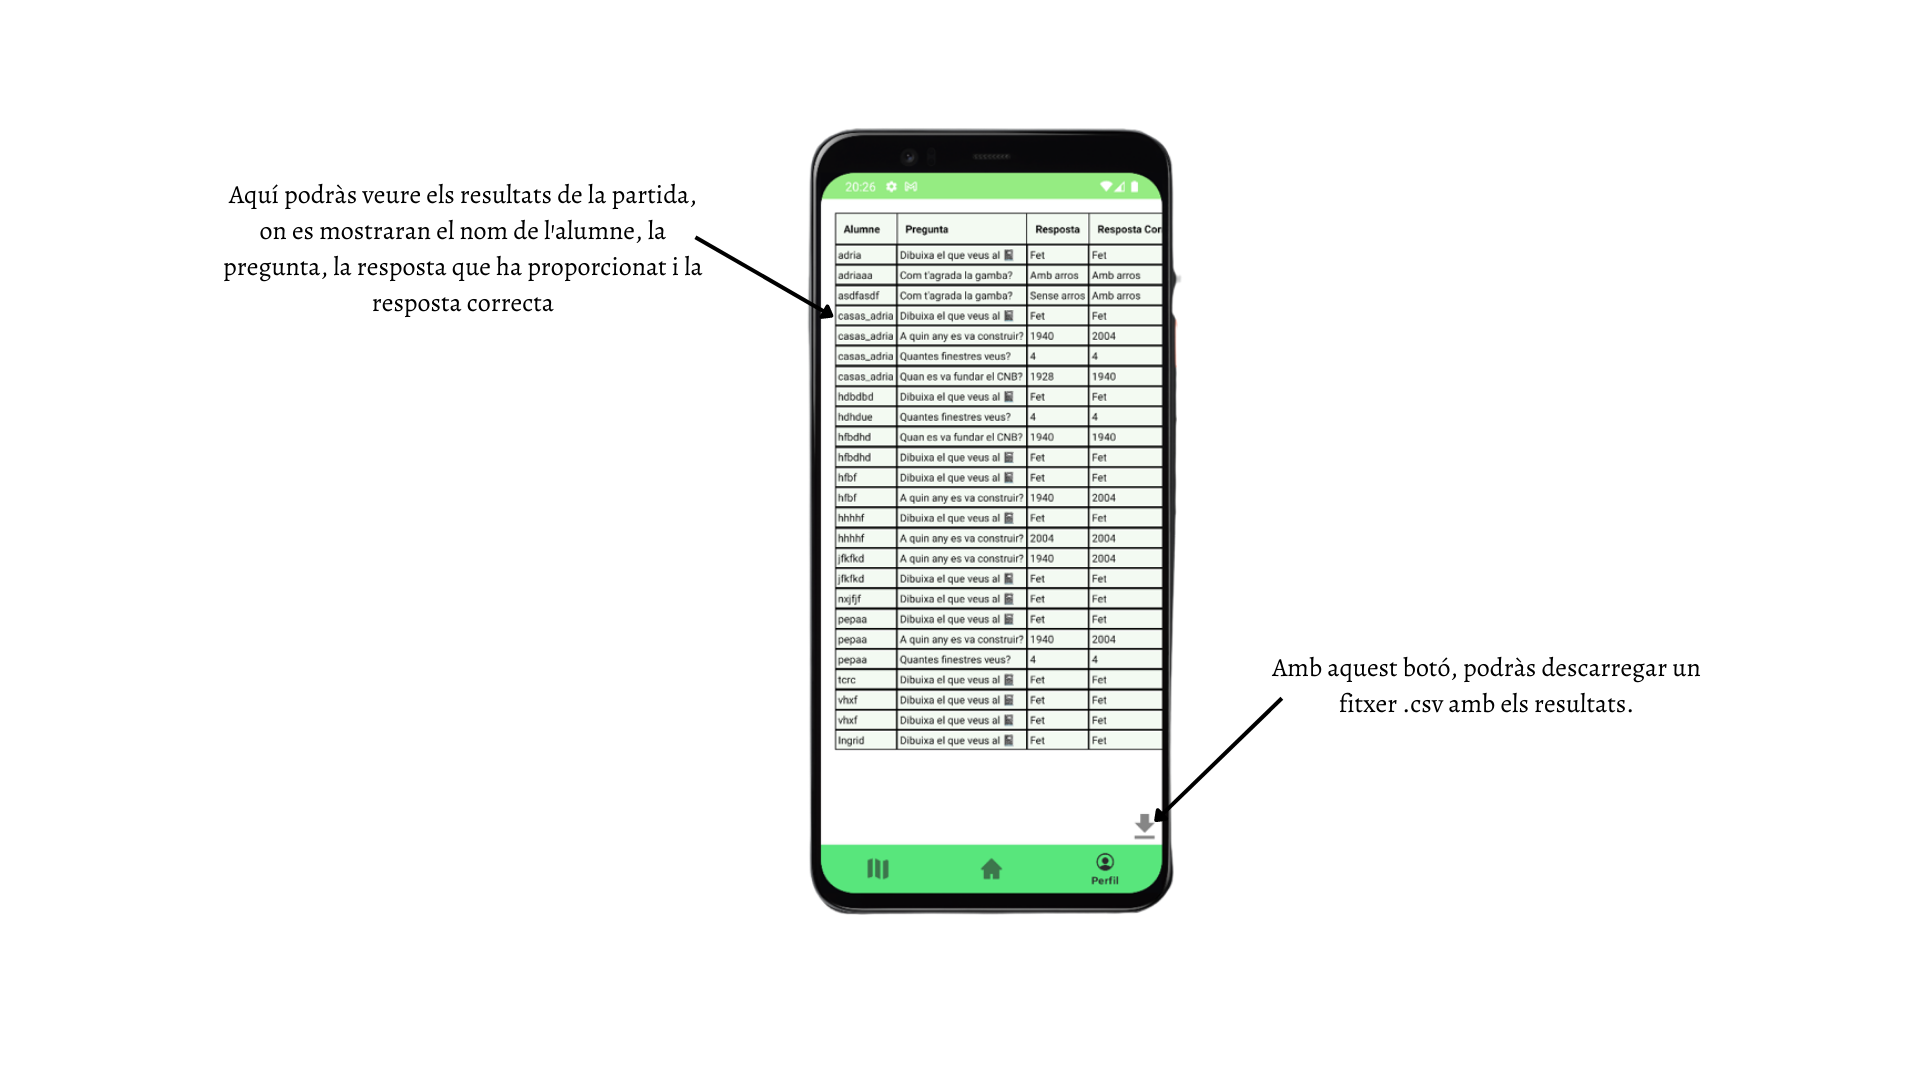 Aquí podràs veure els resultats de la partida,
on es mostraran el nom de l'alumne, la
pregunta, la resposta que ha proporcionat i la
resposta correcta
20:26
Alumne Pregunta Resposta Resposta Cor
adria Dibuixa el que veus al 📓 Fet Fet
adriaaa Com t'agrada la gamba? Amb arros Amb arros
asdfasdf Com t'agrada la gamba? Sense arros Amb arros
casas_adria Dibuixa el que veus al 📓 Fet Fet
casas_adria A quin any es va construir? 1940 2004
casas_adria Quantes finestres veus? 4 4
casas_adria Quan es va fundar el CNB? 1928 1940
hdbdbd Dibuixa el que veus al 📓 Fet Fet
hdhdue Quantes finestres veus? 4 4
hfbdhd Quan es va fundar el CNB? 1940 1940
hfbdhd Dibuixa el que veus al 📓 Fet Fet
hfbf Dibuixa el que veus al 📓 Fet Fet
hfbf A quin any es va construir? 1940 2004
hhhhf Dibuixa el que veus al 📓 Fet Fet
hhhhf A quin any es va construir? 2004 2004
jfkfkd A quin any es va construir? 1940 2004
jfkfkd Dibuixa el que veus al 📓 Fet Fet
nxjfjf Dibuixa el que veus al 📓 Fet Fet
pepaa Dibuixa el que veus al 📓 Fet Fet
pepaa A quin any es va construir? 1940 2004
pepaa Quantes finestres veus? 4 4
tcrc Dibuixa el que veus al 📓 Fet Fet
vhxf Dibuixa el que veus al 📓 Fet Fet
vhxf Dibuixa el que veus al 📓 Fet Fet
Ingrid Dibuixa el que veus al 📓 Fet Fet
Perfil
Amb aquest botó, podràs descarregar un
fitxer .csv amb els resultats.